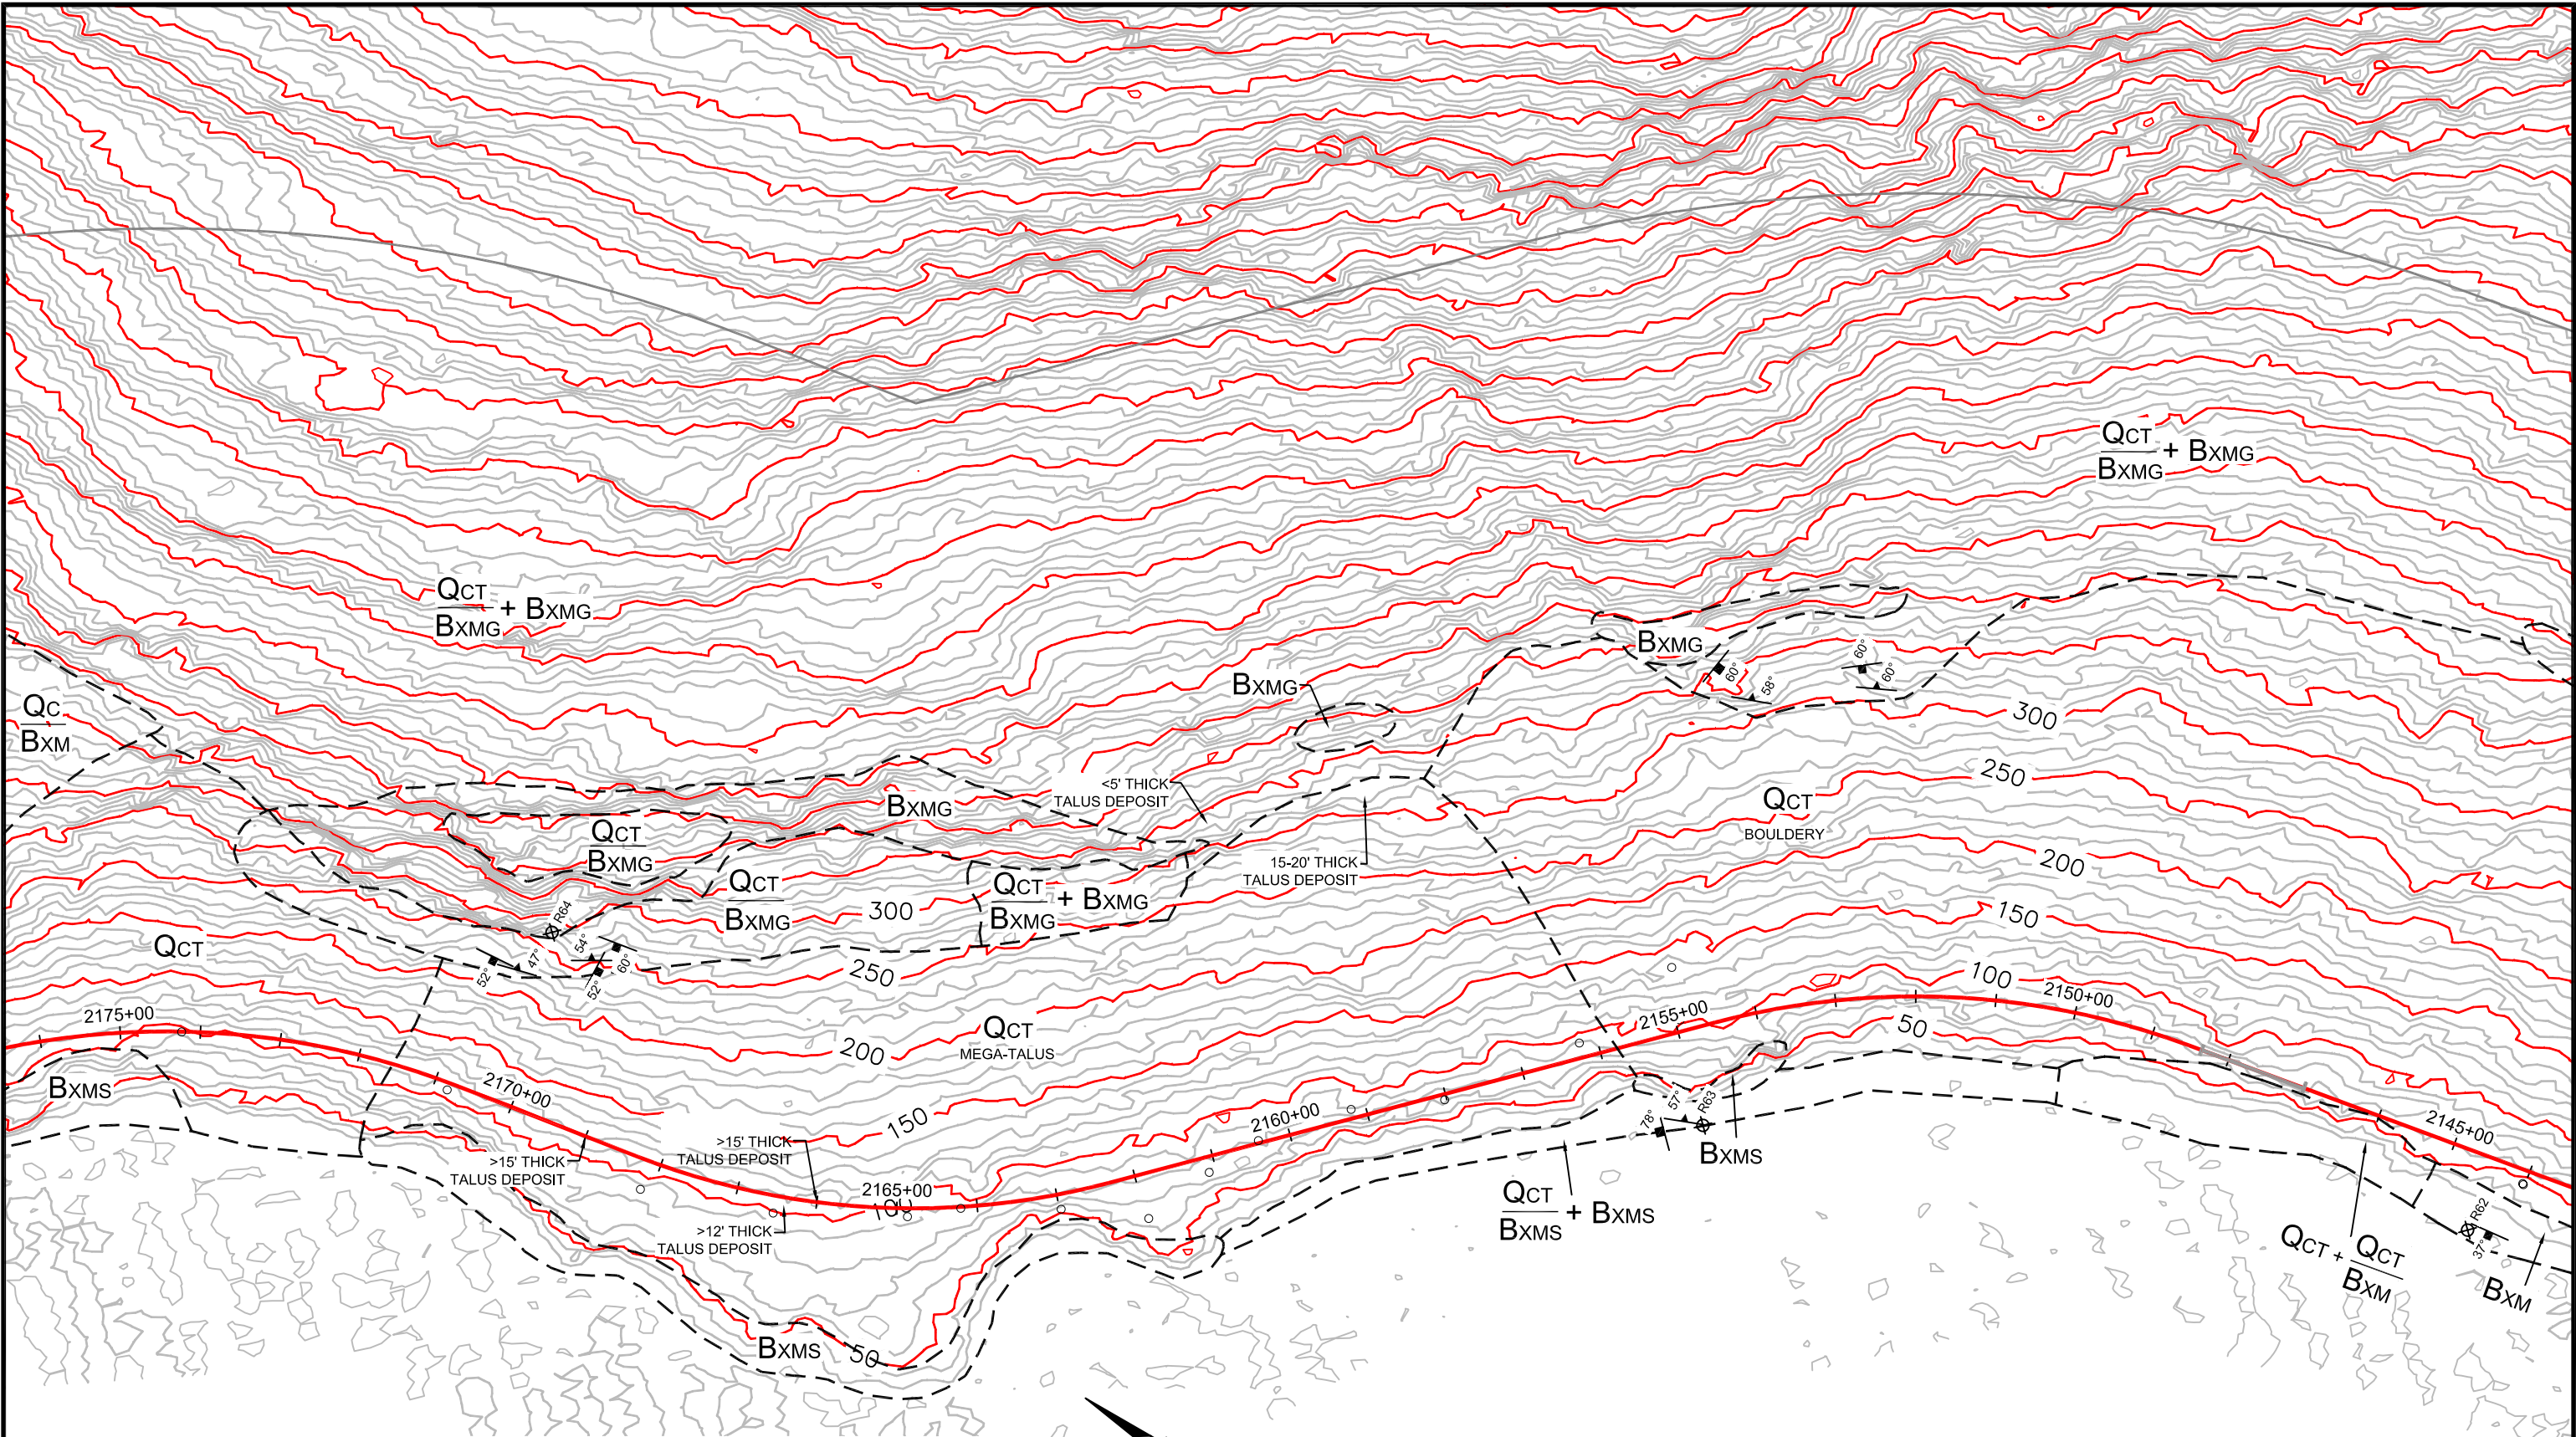 QCT
BXMG + BXMG
QCT
BXMG + BXMG
BXMG
60°
60°
58°
60°
BXMG
QC
BXM
300
250
<5' THICK
TALUS DEPOSIT
BXMG
QCT
BOULDERY
QCT
BXMG
15-20' THICK
TALUS DEPOSIT
200
QCT
BXMG
300
QCT
BXMG + BXMG
150
R64
54°
47°
52°
60°
52°
QCT
250
100
2150+00
2175+00
2155+00
50
QCT
MEGA-TALUS
200
BXMS
2170+00
150
2160+00
57°
78°
R63
BXMS
2145+00
>15' THICK
TALUS DEPOSIT
>15' THICK
TALUS DEPOSIT
2165+00
100
>12' THICK
TALUS DEPOSIT
QCT
BXMS + BXMS
R62
37°
QCT + QCT
BXM
BXM
BXMS
50